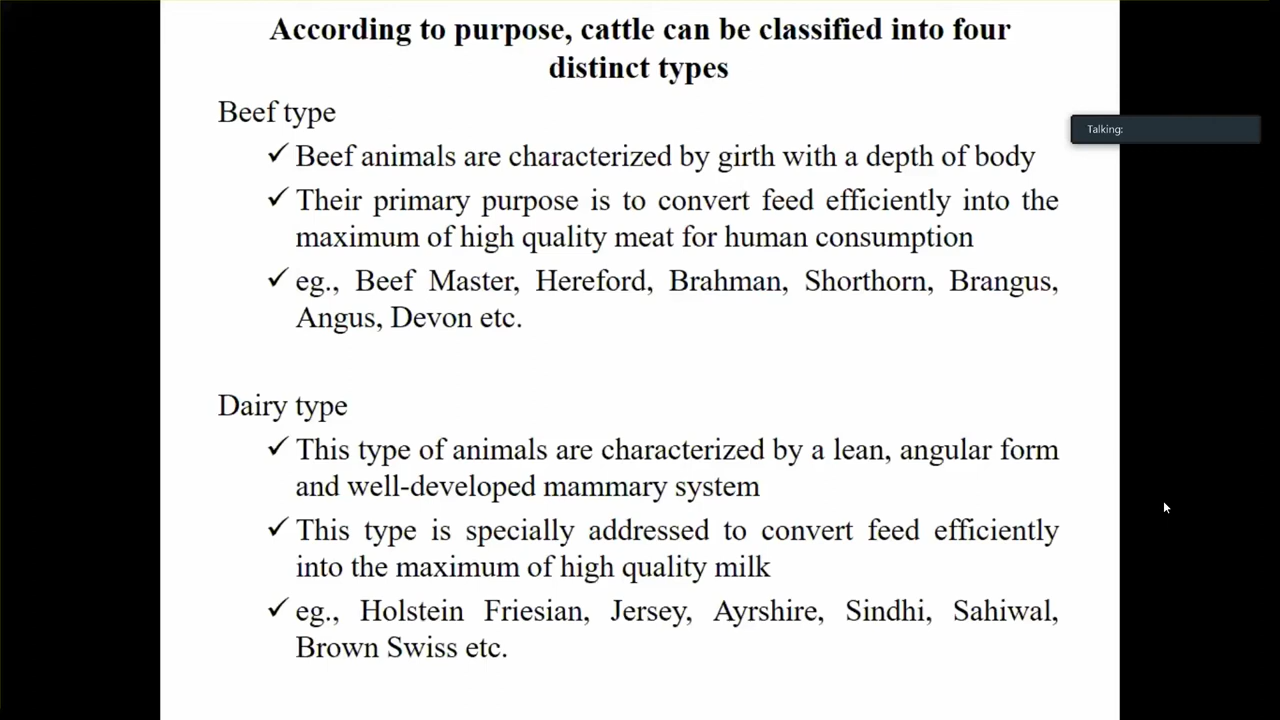 According to purpose, cattle can be classified into four
distinct types
Beef type
✓ Beef animals are characterized by girth with a depth of body
Talking:
✓ Their primary purpose is to convert feed efficiently into the
maximum of high quality meat for human consumption
✓ eg., Beef Master, Hereford, Brahman, Shorthorn, Brangus,
Angus, Devon etc.
Dairy type
✓ This type of animals are characterized by a lean, angular form
and well-developed mammary system
✓ This type is specially addressed to convert feed efficiently
into the maximum of high quality milk
✓ eg., Holstein Friesian, Jersey, Ayrshire, Sindhi, Sahiwal,
Brown Swiss etc.